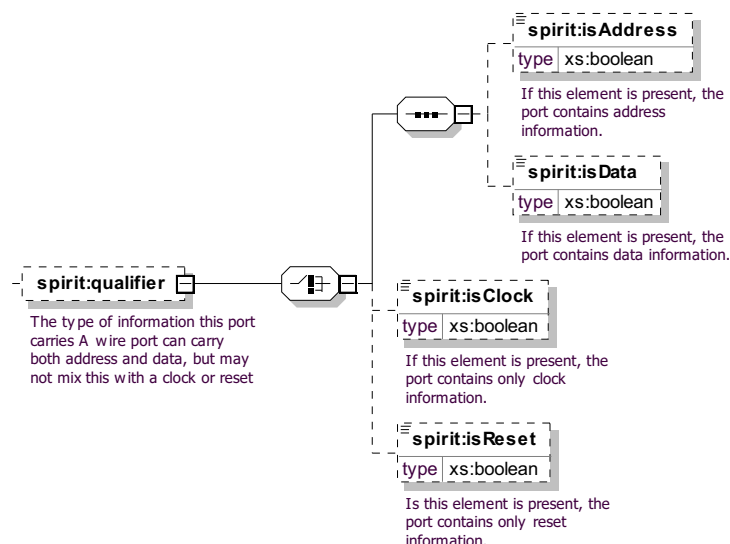 spirit:isAddress
type xs:boolean
If this element is present, the
port contains address
information.
spirit:isData
type xs:boolean
If this element is present, the
port contains data information.
spirit:qualifier
The type of information this port
carries A wire port can carry
both address and data, but may
not mix this with a clock or reset
spirit:isClock
type xs:boolean
If this element is present, the
port contains only clock
information.
spirit:isReset
type xs:boolean
Is this element is present, the
port contains only reset
information.